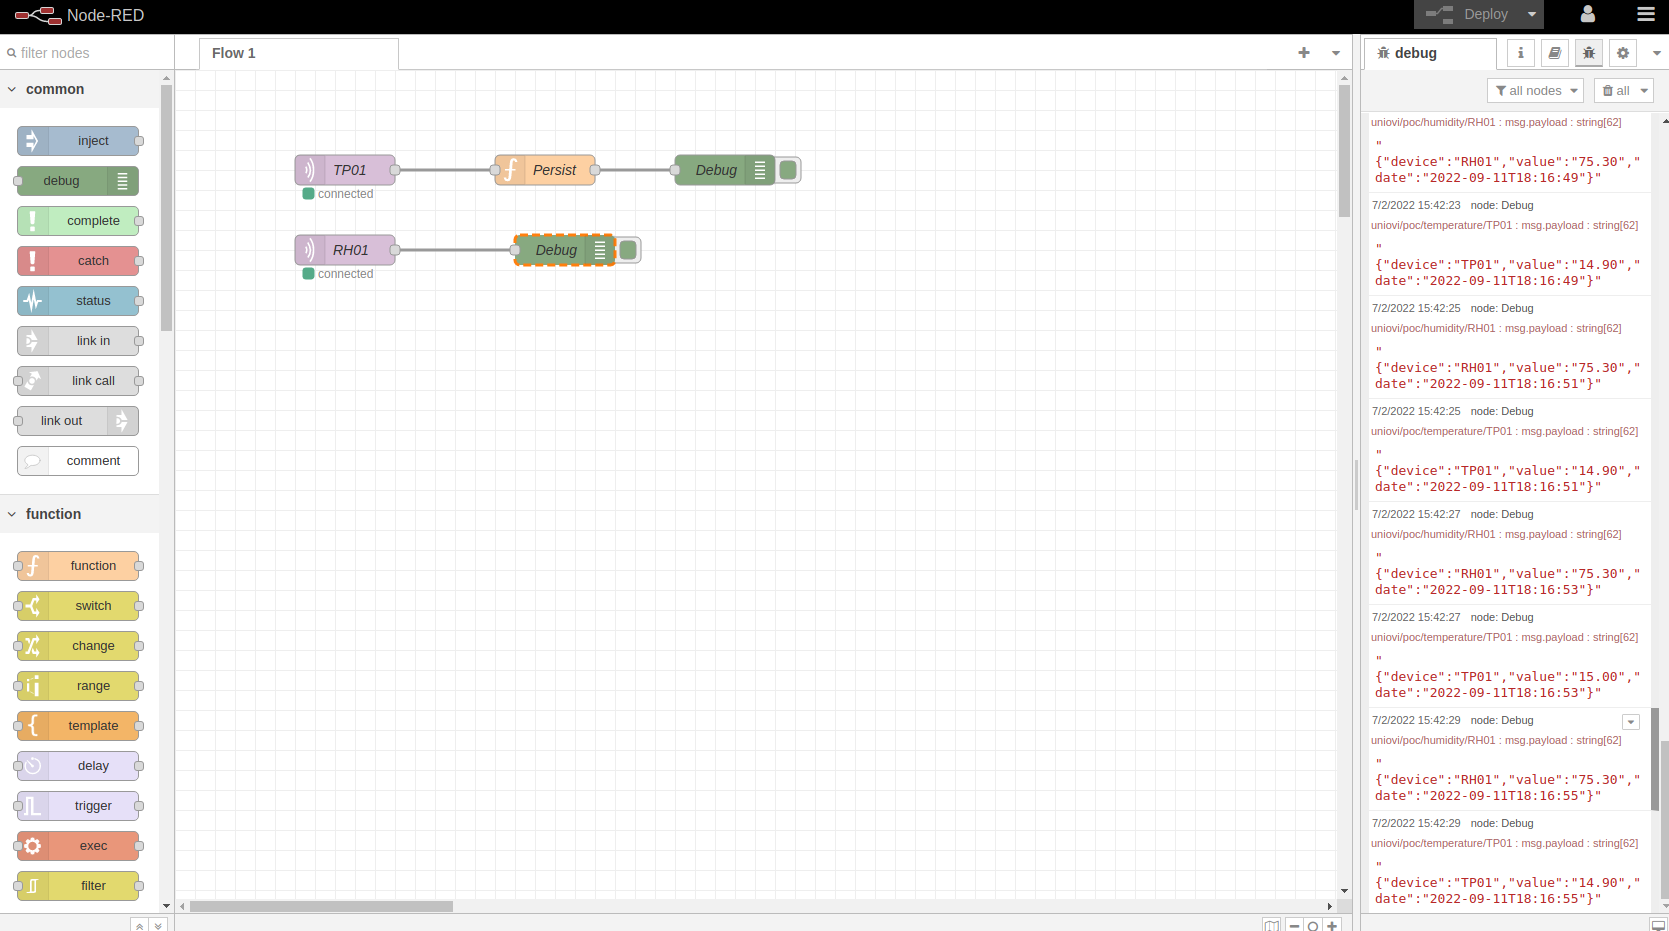 Node-RED
Deploy
filter nodes
common
inject
debug
complete
catch
status
link in
link call
link out
comment
function
function
switch
change
range
template
delay
trigger
exec
filter
Flow 1
TP01
connected
Persist
Debug
RH01
connected
Debug
debug
all nodes
all
uniovi/poc/humidity/RH01 : msg.payload : string[62]
"
{"device":"RH01","value":"75.30","
date":"2022-09-11T18:16:49"}"
7/2/2022 15:42:23 node: Debug
uniovi/poc/temperature/TP01 : msg.payload : string[62]
"
{"device":"TP01","value":"14.90","
date":"2022-09-11T18:16:49"}"
7/2/2022 15:42:25 node: Debug
uniovi/poc/humidity/RH01 : msg.payload : string[62]
"
{"device":"RH01","value":"75.30","
date":"2022-09-11T18:16:51"}"
7/2/2022 15:42:25 node: Debug
uniovi/poc/temperature/TP01 : msg.payload : string[62]
"
{"device":"TP01","value":"14.90","
date":"2022-09-11T18:16:51"}"
7/2/2022 15:42:27 node: Debug
uniovi/poc/humidity/RH01 : msg.payload : string[62]
"
{"device":"RH01","value":"75.30","
date":"2022-09-11T18:16:53"}"
7/2/2022 15:42:27 node: Debug
uniovi/poc/temperature/TP01 : msg.payload : string[62]
"
{"device":"TP01","value":"15.00","
date":"2022-09-11T18:16:53"}"
7/2/2022 15:42:29 node: Debug
uniovi/poc/humidity/RH01 : msg.payload : string[62]
"
{"device":"RH01","value":"75.30","
date":"2022-09-11T18:16:55"}"
7/2/2022 15:42:29 node: Debug
uniovi/poc/temperature/TP01 : msg.payload : string[62]
"
{"device":"TP01","value":"14.90","
date":"2022-09-11T18:16:55"}"